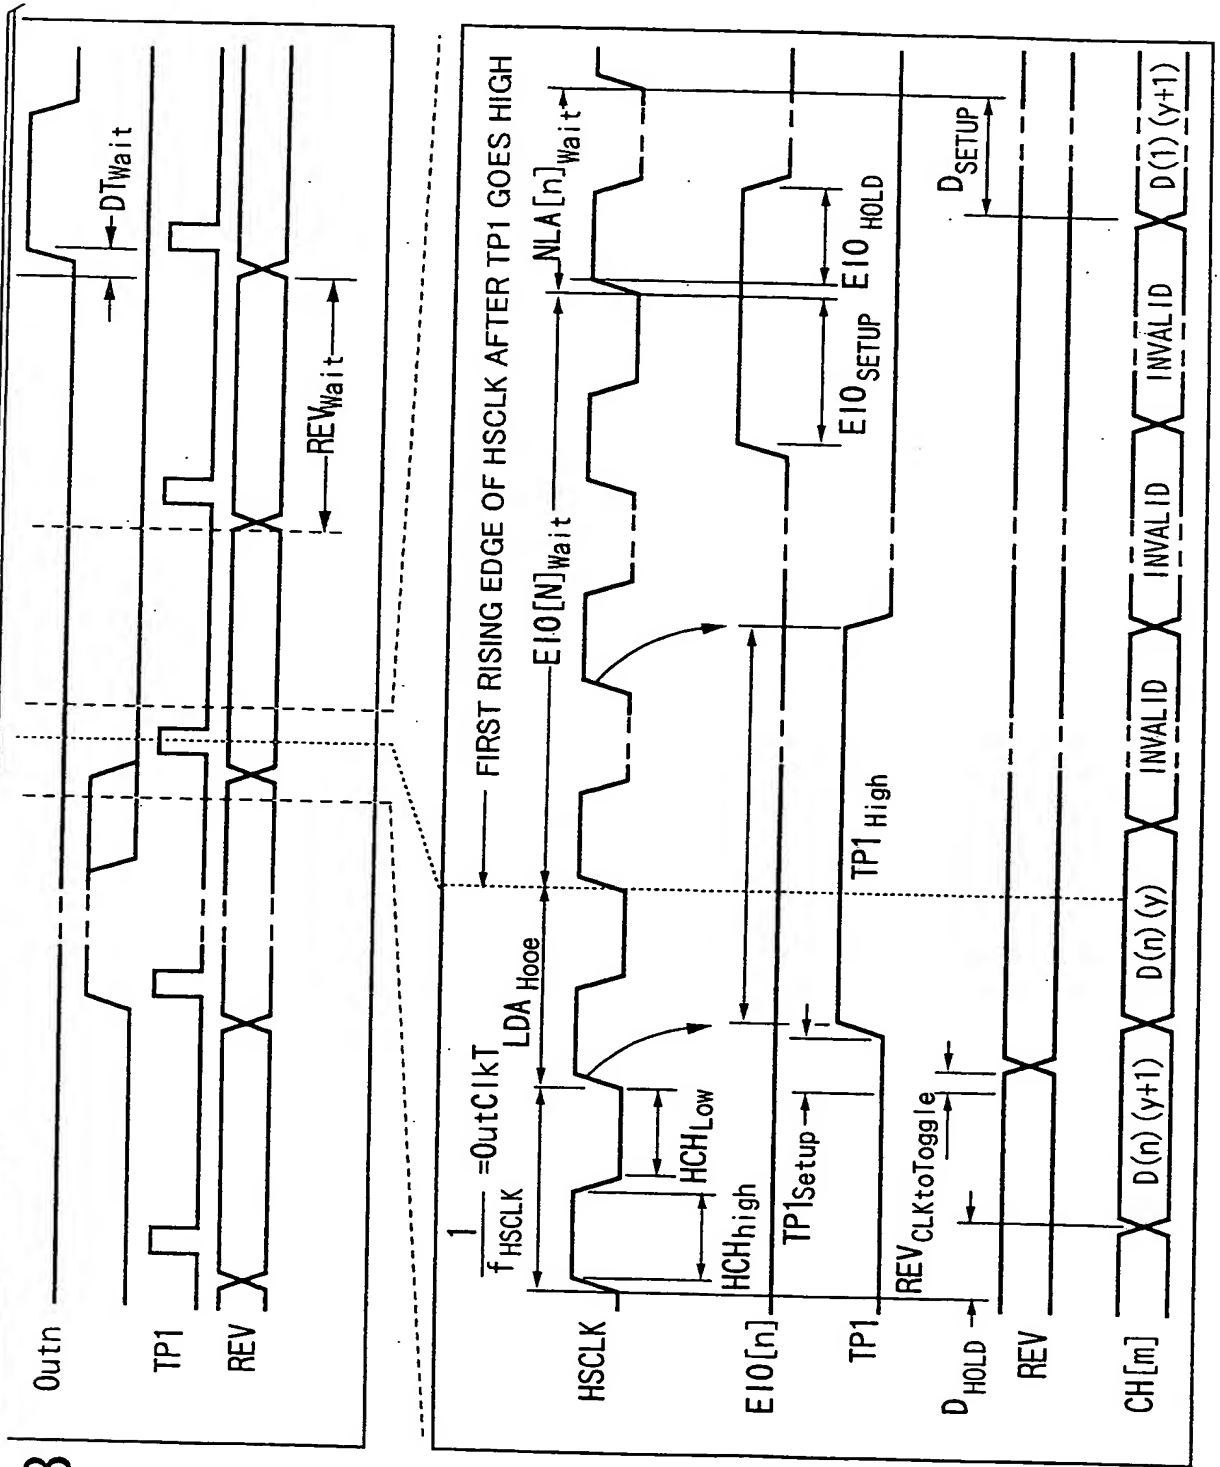 Outn
TP1
REV
DTWait
REVWait
FIRST RISING EDGE OF HSCLK AFTER TP1 GOES HIGH
1
fHSCLK
=OutClkT
LDAHooe
EIO[N]Wait
NLA[n]Wait
HSCLK
HCHhigh
HCHLow
EIO[n]
EIOSETUP
EIOHOLD
TP1Setup
TP1High
TP1
REVCLKtoToggle
DHOLD
DSETUP
REV
CH[m]
D(n)(y+1)
D(n)(y)
INVALID
INVALID
INVALID
D(1)(y+1)